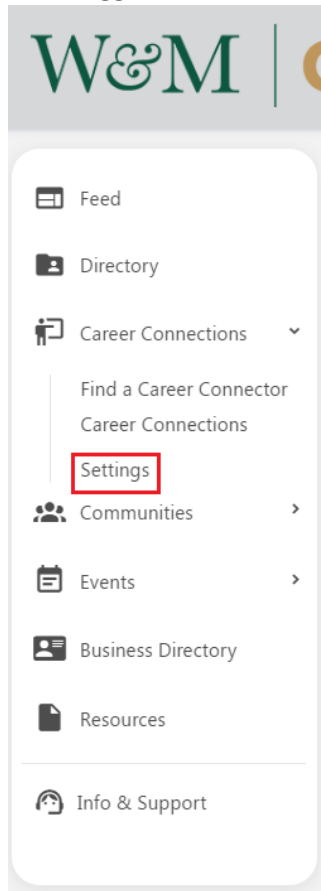 W&M
Feed
Directory
Career Connections
Find a Career Connector
Career Connections
Settings
Communities
Events
Business Directory
Resources
Info & Support